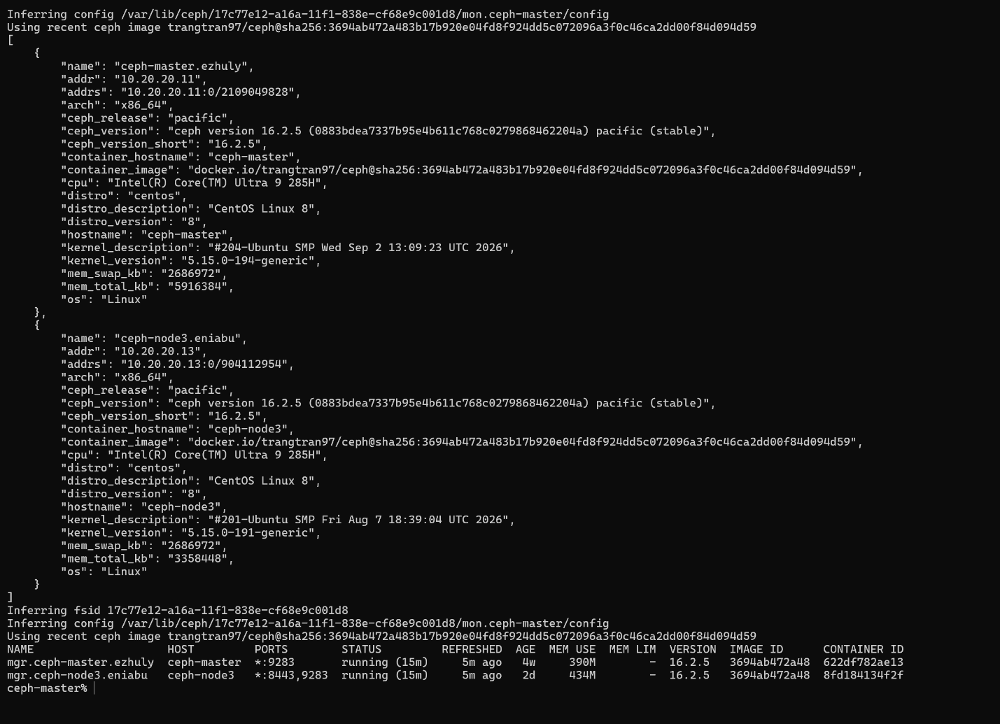 Inferring config /var/lib/ceph/17c77e12-a16a-11f1-838e-cf68e9c001d8/mon.ceph-master/config
Using recent ceph image trangtran97/ceph@sha256:3694ab472a483b17b920e04fd8f924dd5c072096a3f0c46ca2dd00f84d094d59
[
    {
        "name": "ceph-master.ezhuly",
        "addr": "10.20.20.11",
        "addrs": "10.20.20.11:0/2109049828",
        "arch": "x86_64",
        "ceph_release": "pacific",
        "ceph_version": "ceph version 16.2.5 (0883bdea7337b95e4b611c768c0279868462204a) pacific (stable)",
        "ceph_version_short": "16.2.5",
        "container_hostname": "ceph-master",
        "container_image": "docker.io/trangtran97/ceph@sha256:3694ab472a483b17b920e04fd8f924dd5c072096a3f0c46ca2dd00f84d094d59",
        "cpu": "Intel(R) Core(TM) Ultra 9 285H",
        "distro": "centos",
        "distro_description": "CentOS Linux 8",
        "distro_version": "8",
        "hostname": "ceph-master",
        "kernel_description": "#204-Ubuntu SMP Wed Sep 2 13:09:23 UTC 2026",
        "kernel_version": "5.15.0-194-generic",
        "mem_swap_kb": "2686972",
        "mem_total_kb": "5916384",
        "os": "Linux"
    },
    {
        "name": "ceph-node3.eniabu",
        "addr": "10.20.20.13",
        "addrs": "10.20.20.13:0/904112954",
        "arch": "x86_64",
        "ceph_release": "pacific",
        "ceph_version": "ceph version 16.2.5 (0883bdea7337b95e4b611c768c0279868462204a) pacific (stable)",
        "ceph_version_short": "16.2.5",
        "container_hostname": "ceph-node3",
        "container_image": "docker.io/trangtran97/ceph@sha256:3694ab472a483b17b920e04fd8f924dd5c072096a3f0c46ca2dd00f84d094d59",
        "cpu": "Intel(R) Core(TM) Ultra 9 285H",
        "distro": "centos",
        "distro_description": "CentOS Linux 8",
        "distro_version": "8",
        "hostname": "ceph-node3",
        "kernel_description": "#201-Ubuntu SMP Fri Aug 7 18:39:04 UTC 2026",
        "kernel_version": "5.15.0-191-generic",
        "mem_swap_kb": "2686972",
        "mem_total_kb": "3358448",
        "os": "Linux"
    }
]
Inferring fsid 17c77e12-a16a-11f1-838e-cf68e9c001d8
Inferring config /var/lib/ceph/17c77e12-a16a-11f1-838e-cf68e9c001d8/mon.ceph-master/config
Using recent ceph image trangtran97/ceph@sha256:3694ab472a483b17b920e04fd8f924dd5c072096a3f0c46ca2dd00f84d094d59
NAME                    HOST         PORTS        STATUS         REFRESHED  AGE  MEM USE  MEM LIM  VERSION  IMAGE ID      CONTAINER ID
mgr.ceph-master.ezhuly  ceph-master  *:9283       running (15m)     5m ago   4w     390M        -  16.2.5   3694ab472a48  622df782ae13
mgr.ceph-node3.eniabu   ceph-node3   *:8443,9283  running (15m)     5m ago   2d     434M        -  16.2.5   3694ab472a48  8fd184134f2f
ceph-master%